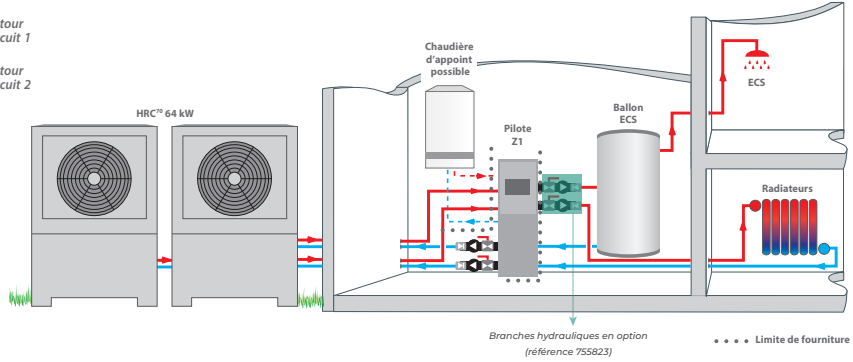 tour
cuit 1
tour
cuit 2
HRC⁷⁰ 64 kW
Chaudière
d'appoint
possible
Pilote
Z1
Ballon
ECS
ECS
Radiateurs
Branches hydrauliques en option
(référence 755823)
Limite de fourniture